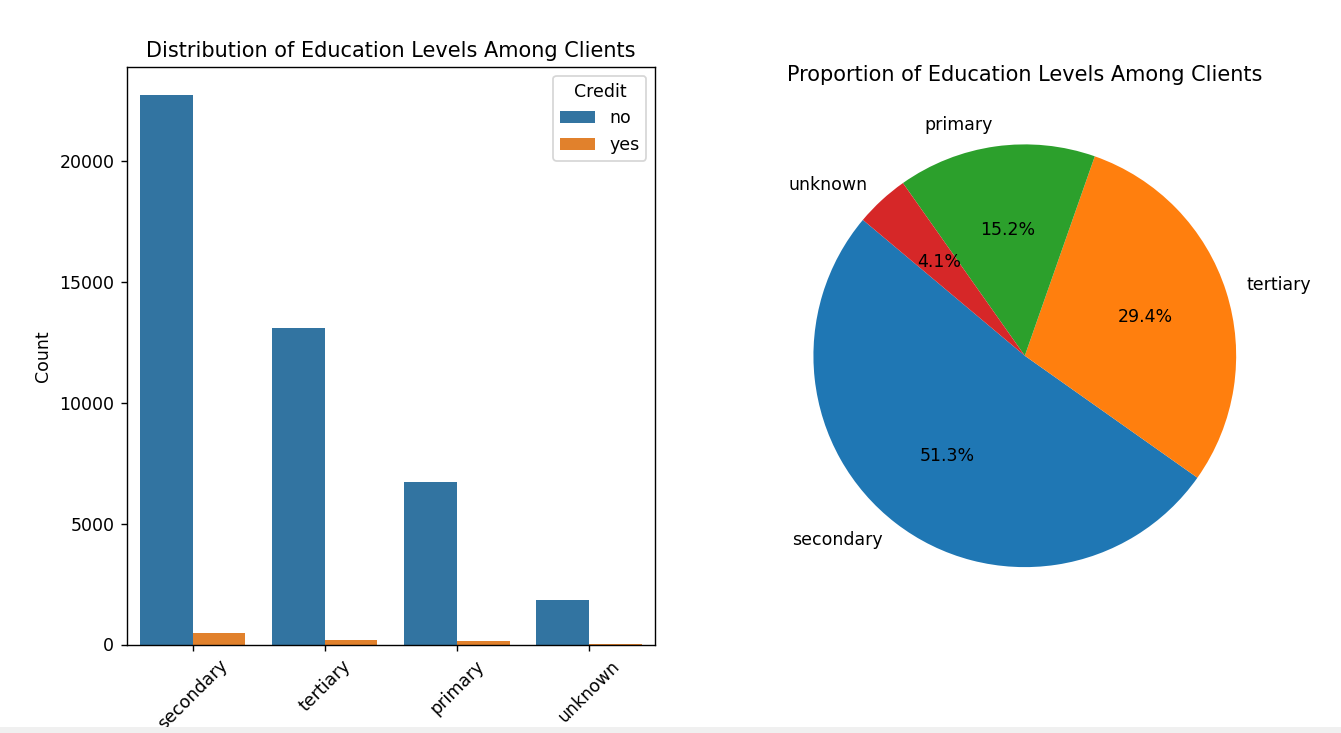 Distribution of Education Levels Among Clients
Credit
no
yes
20000
15000
10000
5000
0
Count
secondary
tertiary
primary
unknown
Proportion of Education Levels Among Clients
primary
unknown
15.2%
4.1%
tertiary
29.4%
51.3%
secondary